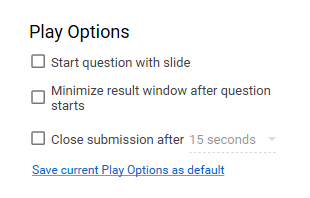 Play Options
Start question with slide
Minimize result window after question
starts
Close submission after 15 seconds
Save current Play Options as default